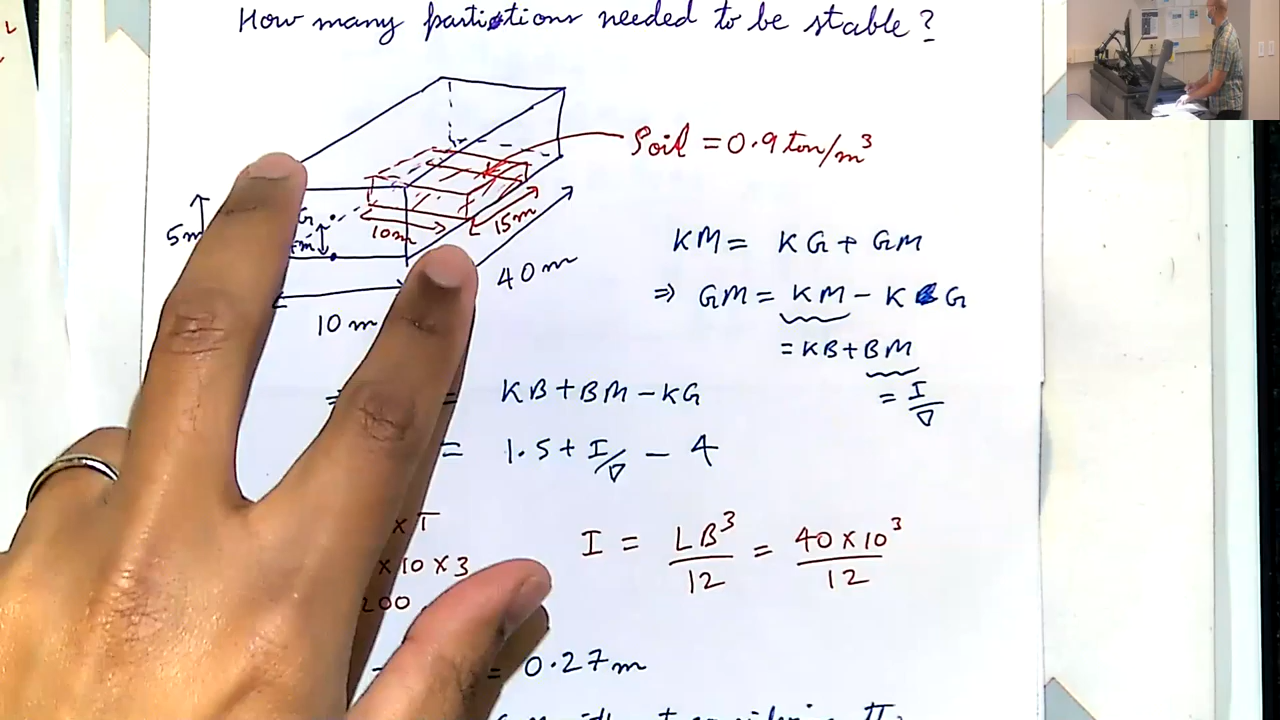 How many partitions needed to be stable?
Soil = 0.9 ton/m³
5m
G
10m
15m
40m
10m
KM = KG + GM
⇒ GM = KM - KG
= KB + BM
= I/∇
= KB + BM - KG
= 1.5 + I/∇ - 4
× T
× 10 × 3
200
I = LB³/12 = 40 × 10³/12
= 0.27m